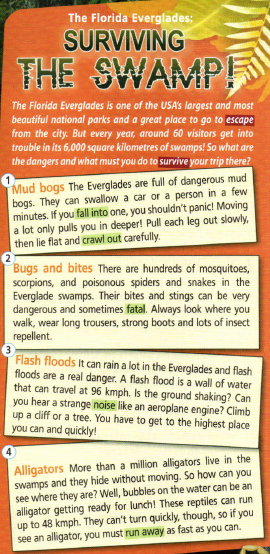 The Florida Everglades:
SURVIVING
THE SWAMP!
The Florida Everglades is one of the USA's largest and most
beautiful national parks and a great place to go to escape
from the city. But every year, around 60 visitors get into
trouble in its 6,000 square kilometres of swamps! So what are
the dangers and what must you do to survive your trip there?
1
Mud bogs The Everglades are full of dangerous mud
bogs. They can swallow a car or a person in a few
minutes. If you fall into one, you shouldn't panic! Moving
a lot only pulls you in deeper! Pull each leg out slowly,
then lie flat and crawl out carefully.
2
Bugs and bites There are hundreds of mosquitoes,
scorpions, and poisonous spiders and snakes in the
Everglade swamps. Their bites and stings can be very
dangerous and sometimes fatal. Always look where you
walk, wear long trousers, strong boots and lots of insect
repellent.
3
Flash floods It can rain a lot in the Everglades and flash
floods are a real danger. A flash flood is a wall of water
that can travel at 96 kmph. Is the ground shaking? Can
you hear a strange noise like an aeroplane engine? Climb
up a cliff or a tree. You have to get to the highest place
you can and quickly!
4
Alligators More than a million alligators live in the
swamps and they hide without moving. So how can you
see where they are? Well, bubbles on the water can be an
alligator getting ready for lunch! These reptiles can run
up to 48 kmph. They can't turn quickly, though, so if you
see an alligator, you must run away as fast as you can.